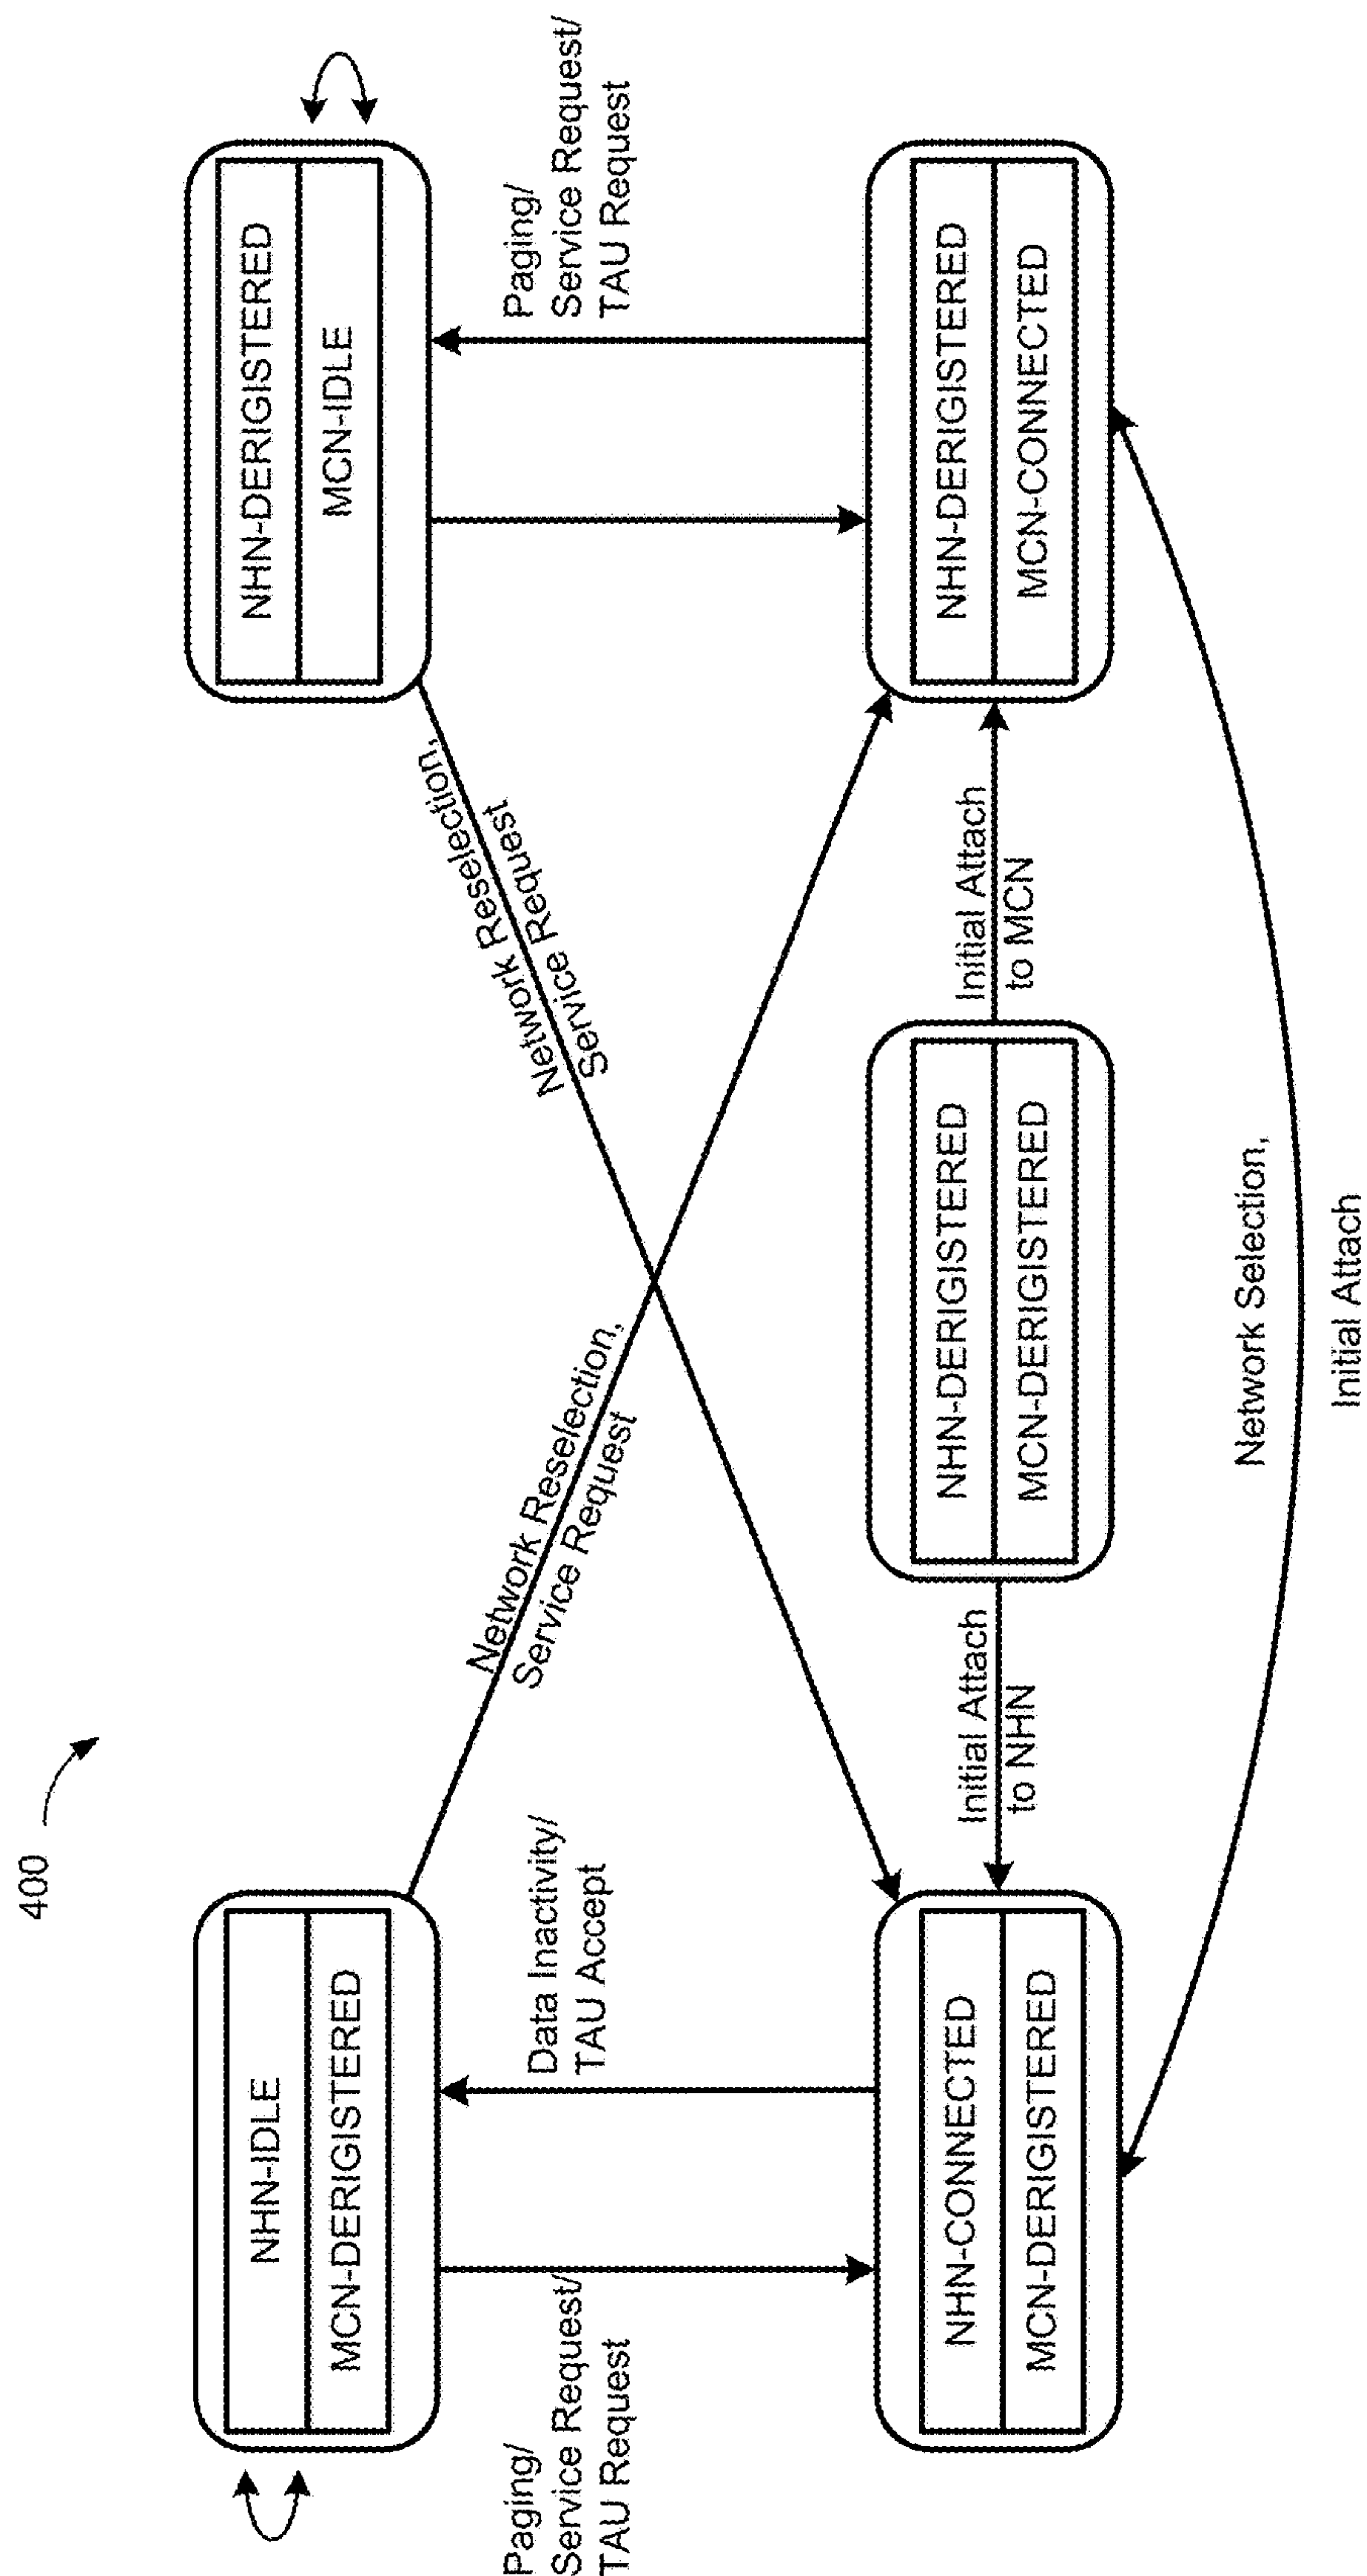 400
NHN-IDLE
MCN-DERIGISTERED
NHN-DERIGISTERED
MCN-IDLE
Paging/
Service Request/
TAU Request
Data Inactivity/
TAU Accept
Network Reselection,
Service Request
Network Reselection,
Service Request
Paging/
Service Request/
TAU Request
NHN-CONNECTED
MCN-DERIGISTERED
Initial Attach
to NHN
NHN-DERIGISTERED
MCN-DERIGISTERED
Initial Attach
to MCN
NHN-DERIGISTERED
MCN-CONNECTED
Network Selection,
Initial Attach